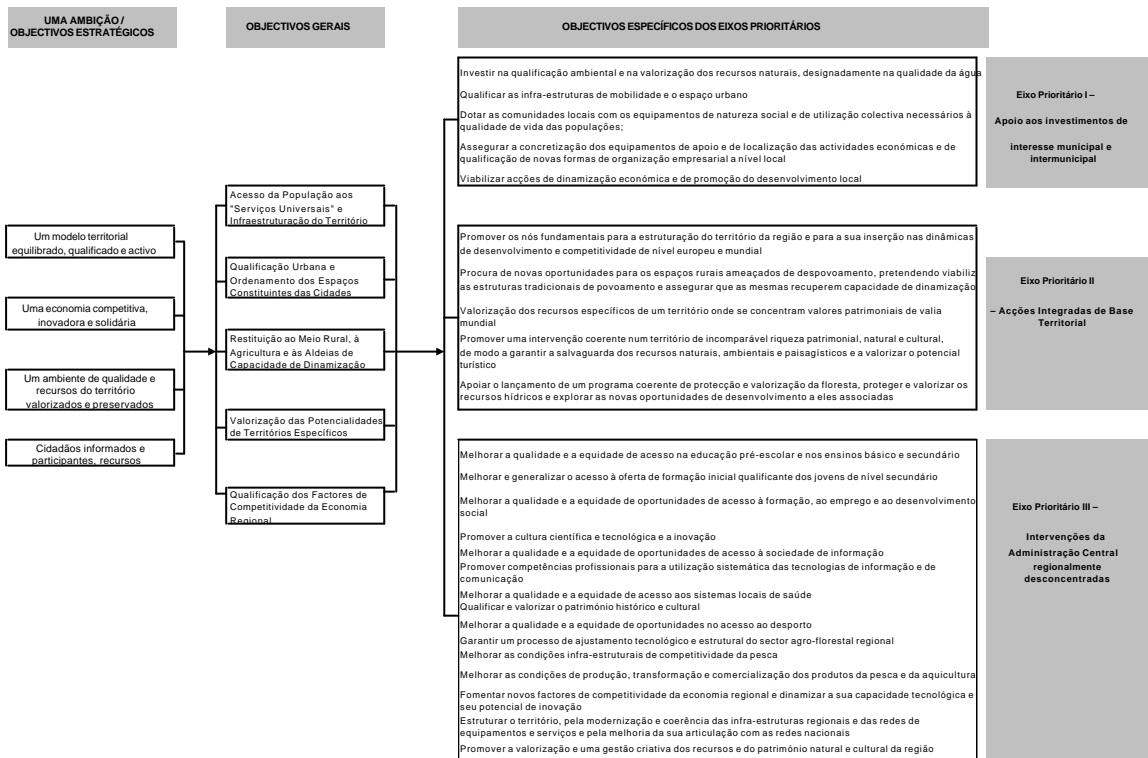 UMA AMBIÇÃO /
OBJECTIVOS ESTRATÉGICOS
OBJECTIVOS GERAIS
OBJECTIVOS ESPECÍFICOS DOS EIXOS PRIORITÁRIOS
Um modelo territorial
equilibrado, qualificado e activo
Uma economia competitiva,
inovadora e solidária
Um ambiente de qualidade e
recursos do território
valorizados e preservados
Cidadãos informados e
participantes, recursos
Acesso da População aos
"Serviços Universais" e
Infraestruturação do Território
Qualificação Urbana e
Ordenamento dos Espaços
Constituintes das Cidades
Restituição ao Meio Rural, à
Agricultura e às Aldeias de
Capacidade de Dinamização
Valorização das Potencialidades
de Territórios Específicos
Qualificação dos Factores de
Competitividade da Economia
Regional
Investir na qualificação ambiental e na valorização dos recursos naturais, designadamente na qualidade da água
Qualificar as infra-estruturas de mobilidade e o espaço urbano
Dotar as comunidades locais com os equipamentos de natureza social e de utilização colectiva necessários à
qualidade de vida das populações;
Assegurar a concretização dos equipamentos de apoio e de localização das actividades económicas e de
qualificação de novas formas de organização empresarial a nível local
Viabilizar acções de dinamização económica e de promoção do desenvolvimento local
Eixo Prioritário I –
Apoio aos investimentos de
interesse municipal e
intermunicipal
Promover os nós fundamentais para a estruturação do território da região e para a sua inserção nas dinâmicas
de desenvolvimento e competitividade de nível europeu e mundial
Procura de novas oportunidades para os espaços rurais ameaçados de despovoamento, pretendendo viabiliz
as estruturas tradicionais de povoamento e assegurar que as mesmas recuperem capacidade de dinamização
Valorização dos recursos específicos de um território onde se concentram valores patrimoniais de valia
mundial
Promover uma intervenção coerente num território de incomparável riqueza patrimonial, natural e cultural,
de modo a garantir a salvaguarda dos recursos naturais, ambientais e paisagísticos e a valorizar o potencial
turístico
Apoiar o lançamento de um programa coerente de protecção e valorização da floresta, proteger e valorizar os
recursos hídricos e explorar as novas oportunidades de desenvolvimento a eles associadas
Eixo Prioritário II
– Acções Integradas de Base
Territorial
Melhorar a qualidade e a equidade de acesso na educação pré-escolar e nos ensinos básico e secundário
Melhorar e generalizar o acesso à oferta de formação inicial qualificante dos jovens de nível secundário
Melhorar a qualidade e a equidade de oportunidades de acesso à formação, ao emprego e ao desenvolvimento
social
Promover a cultura científica e tecnológica e a inovação
Melhorar a qualidade e a equidade de oportunidades de acesso à sociedade de informação
Promover competências profissionais para a utilização sistemática das tecnologias de informação e de
comunicação
Melhorar a qualidade e a equidade de acesso aos sistemas locais de saúde
Qualificar e valorizar o património histórico e cultural
Melhorar a qualidade e a equidade de oportunidades no acesso ao desporto
Garantir um processo de ajustamento tecnológico e estrutural do sector agro-florestal regional
Melhorar as condições infra-estruturais de competitividade da pesca
Melhorar as condições de produção, transformação e comercialização dos produtos da pesca e da aquicultura
Fomentar novos factores de competitividade da economia regional e dinamizar a sua capacidade tecnológica e
seu potencial de inovação
Estruturar o território, pela modernização e coerência das infra-estruturas regionais e das redes de
equipamentos e serviços e pela melhoria da sua articulação com as redes nacionais
Promover a valorização e uma gestão criativa dos recursos e do património natural e cultural da região
Eixo Prioritário III –
Intervenções da
Administração Central
regionalmente
desconcentradas